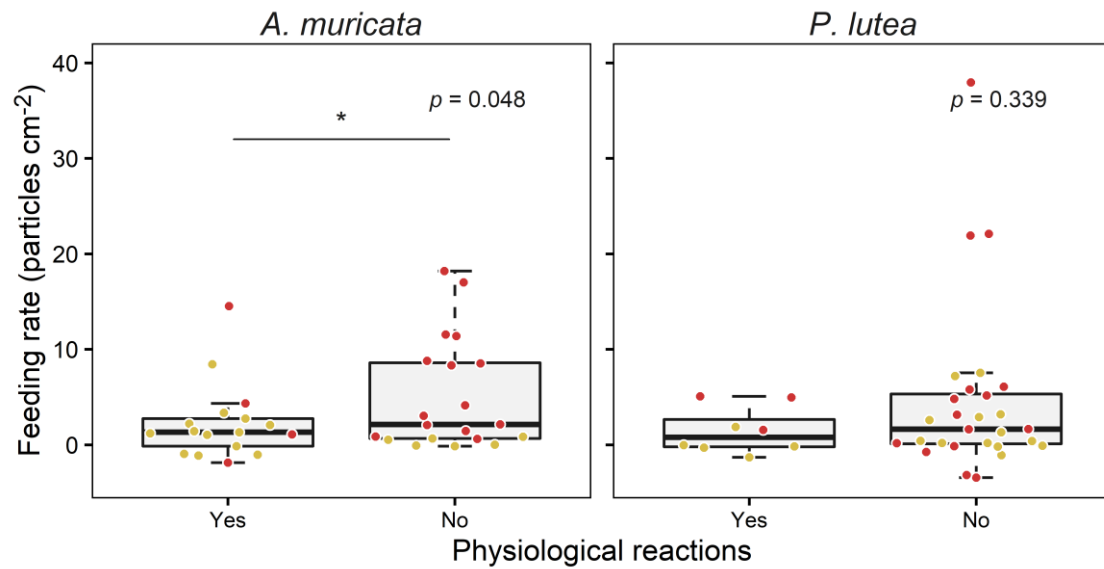 A. muricata
P. lutea
Feeding rate (particles cm⁻²)
40
30
20
10
0
p = 0.048
*
p = 0.339
Yes
No
Yes
No
Physiological reactions